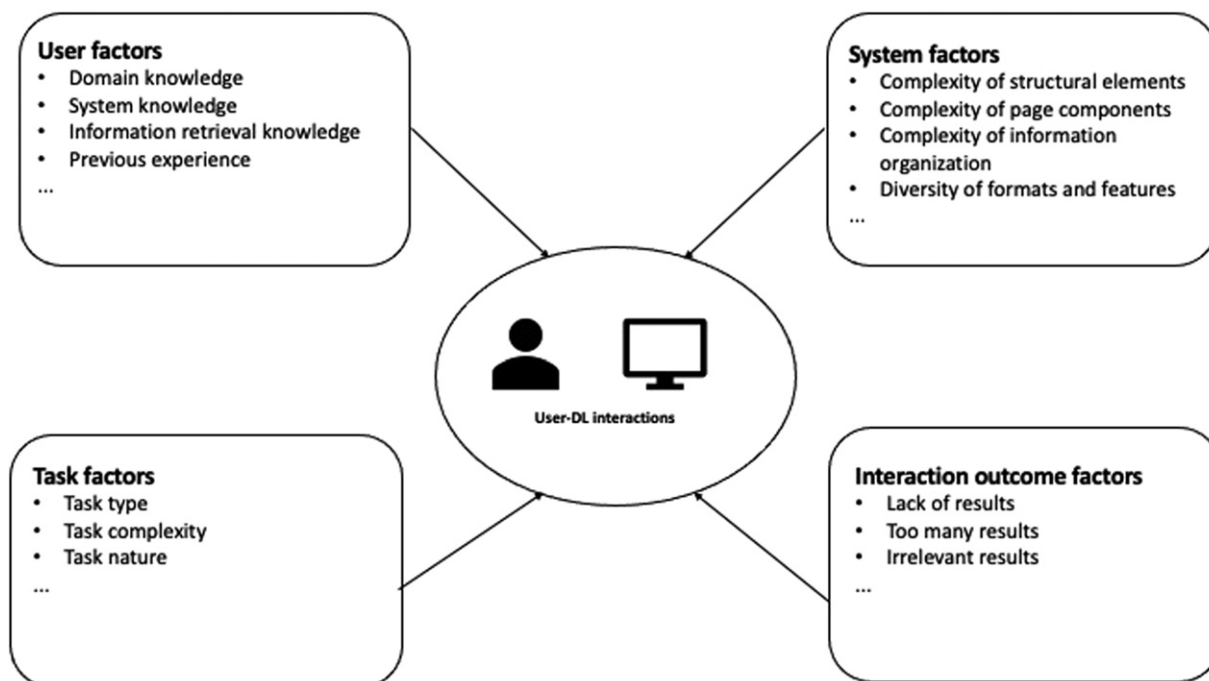 User factors
• Domain knowledge
• System knowledge
• Information retrieval knowledge
• Previous experience
...
System factors
• Complexity of structural elements
• Complexity of page components
• Complexity of information
organization
• Diversity of formats and features
...
User-DL interactions
Task factors
• Task type
• Task complexity
• Task nature
...
Interaction outcome factors
• Lack of results
• Too many results
• Irrelevant results
...